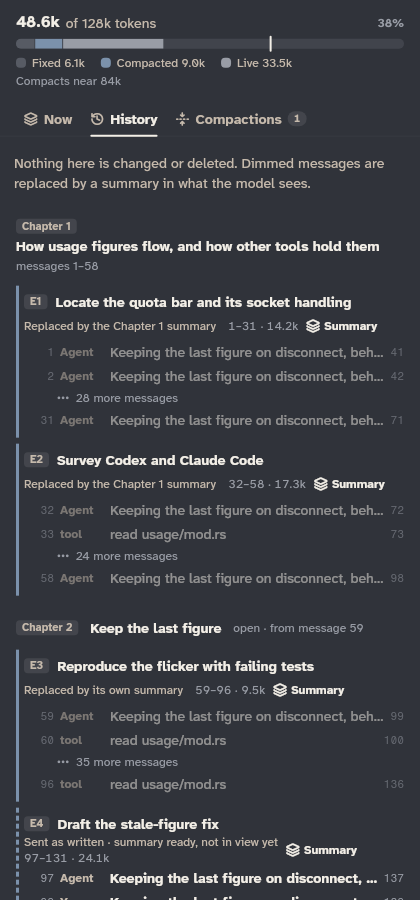 48.6k of 128k tokens 38%
Fixed 6.1k Compacted 9.0k Live 33.5k
Compacts near 84k
Now History Compactions 1
Nothing here is changed or deleted. Dimmed messages are
replaced by a summary in what the model sees.
Chapter 1
How usage figures flow, and how other tools hold them
messages 1–58
E1 Locate the quota bar and its socket handling
Replaced by the Chapter 1 summary 1–31 · 14.2k Summary
1 Agent Keeping the last figure on disconnect, beh... 41
2 Agent Keeping the last figure on disconnect, beh... 42
··· 28 more messages
31 Agent Keeping the last figure on disconnect, beh... 71
E2 Survey Codex and Claude Code
Replaced by the Chapter 1 summary 32–58 · 17.3k Summary
32 Agent Keeping the last figure on disconnect, beh... 72
33 tool read usage/mod.rs 73
··· 24 more messages
58 Agent Keeping the last figure on disconnect, beh... 98
Chapter 2 Keep the last figure open · from message 59
E3 Reproduce the flicker with failing tests
Replaced by its own summary 59–96 · 9.5k Summary
59 Agent Keeping the last figure on disconnect, beh... 99
60 tool read usage/mod.rs 100
··· 35 more messages
96 tool read usage/mod.rs 136
E4 Draft the stale-figure fix
Sent as written · summary ready, not in view yet Summary
97–131 · 24.1k
97 Agent Keeping the last figure on disconnect, ... 137